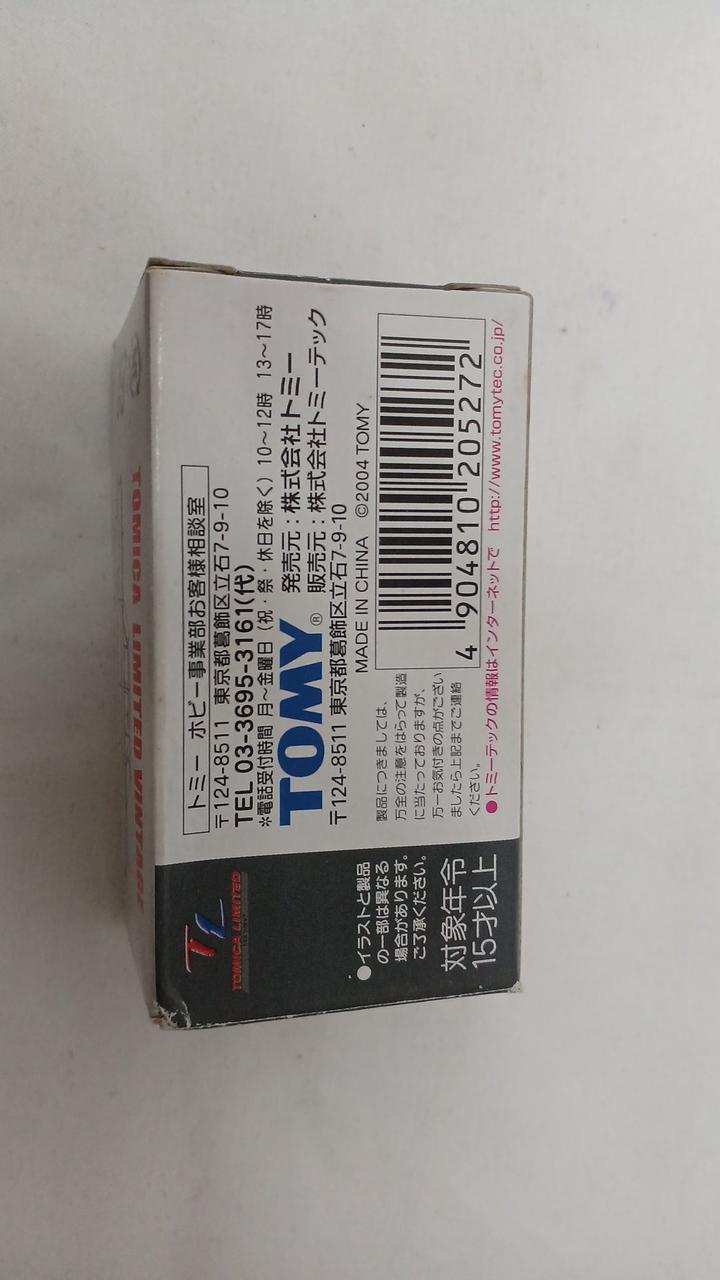 TL
TOMICA LIMITED
●イラストと製品
の一部は異なる
場合があります。
ご了承ください。
対象年令
15才以上
トミー ホビー事業部お客様相談室
〒124-8511 東京都葛飾区立石7-9-10
TEL 03-3695-3161(代)
※電話受付時間 月～金曜日(祝・祭・休日を除く) 10～12時 13～17時
TOMY®
発売元:株式会社トミー
販売元:株式会社トミーテック
〒124-8511 東京都葛飾区立石7-9-10
MADE IN CHINA ©2004 TOMY
製品につきましては、
万全の注意をはらって製造
に当たっておりますが、
万一お気付きの点がござい
ましたら上記までご連絡
ください。
4 904810 205272
●トミーテックの情報はインターネットで http://www.tomytec.co.jp/
TOMICA LIMITED VINTAGE